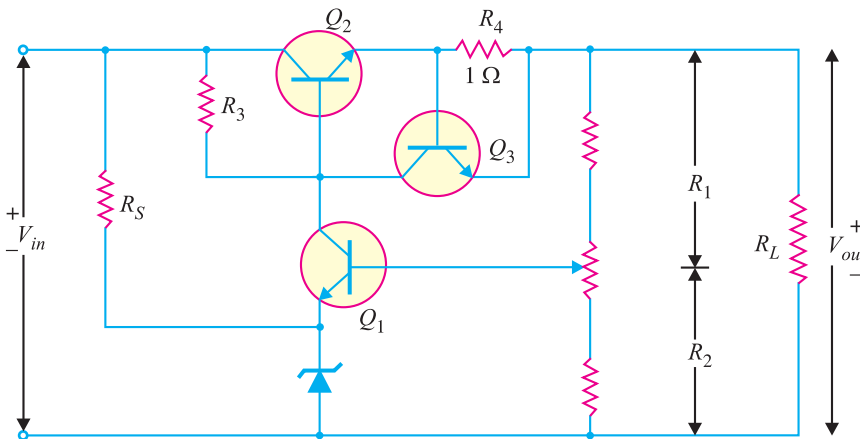 Q2
R4
1 Ω
R3
Q3
RS
R1
+
Vin
–
RL
+
Vou
–
Q1
R2